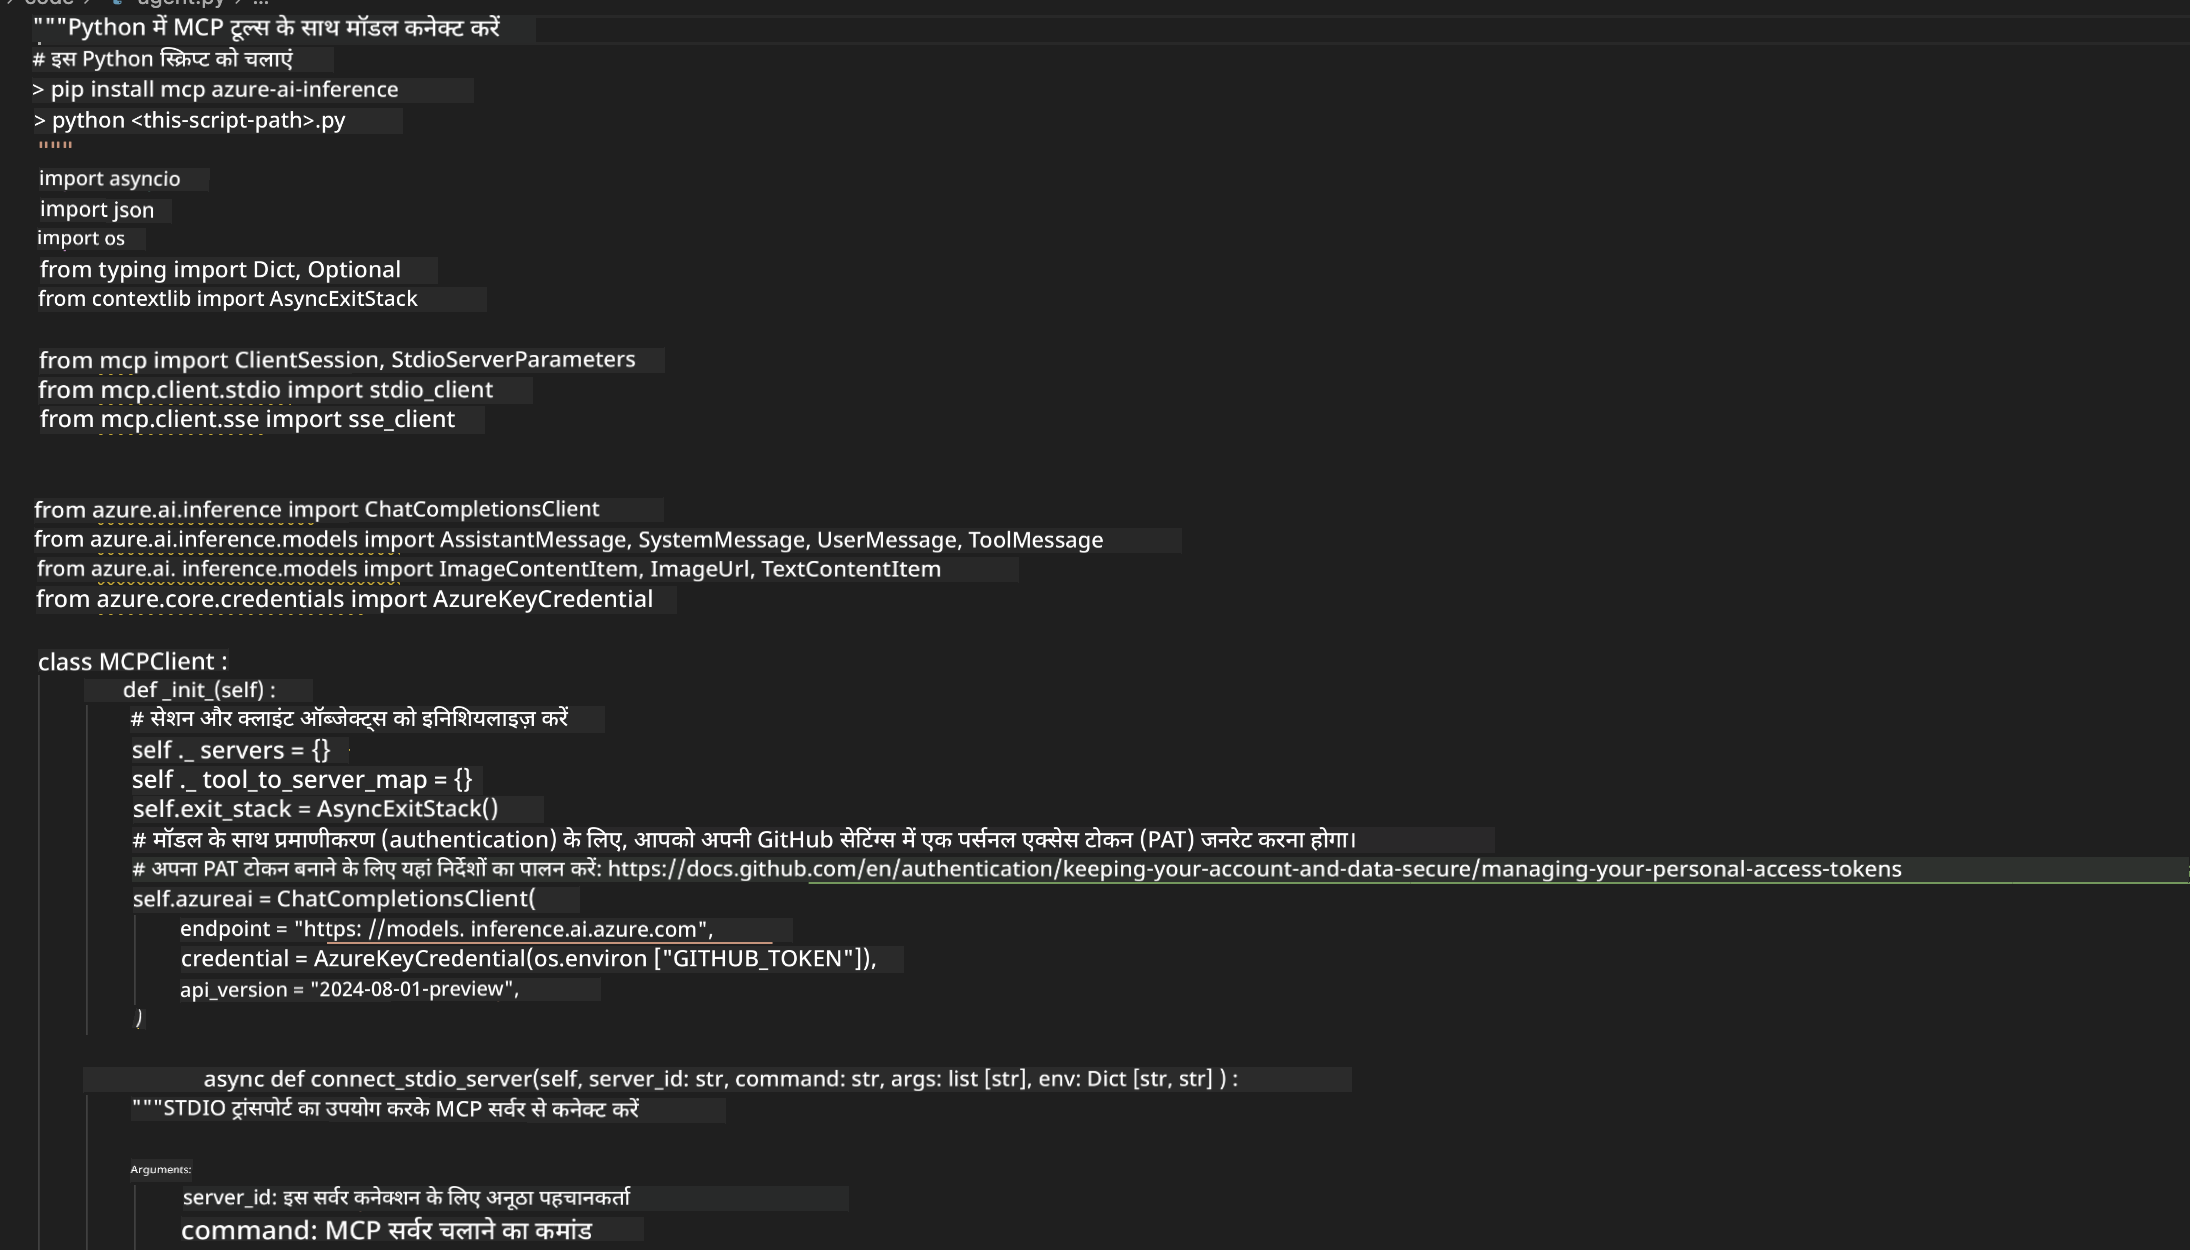 code > agent.py > ...
"""Python में MCP टूल्स के साथ मॉडल कनेक्ट करें
# इस Python स्क्रिप्ट को चलाएं
> pip install mcp azure-ai-inference
> python <this-script-path>.py
"""
import asyncio
import json
import os
from typing import Dict, Optional
from contextlib import AsyncExitStack
from mcp import ClientSession, StdioServerParameters
from mcp.client.stdio import stdio_client
from mcp.client.sse import sse_client
from azure.ai.inference import ChatCompletionsClient
from azure.ai.inference.models import AssistantMessage, SystemMessage, UserMessage, ToolMessage
from azure.ai. inference.models import ImageContentItem, ImageUrl, TextContentItem
from azure.core.credentials import AzureKeyCredential
class MCPClient :
def _init_(self) :
# सेशन और क्लाइंट ऑब्जेक्ट्स को इनिशियलाइज़ करें
self ._ servers = {}
self ._ tool_to_server_map = {}
self.exit_stack = AsyncExitStack()
# मॉडल के साथ प्रमाणीकरण (authentication) के लिए, आपको अपनी GitHub सेटिंग्स में एक पर्सनल एक्सेस टोकन (PAT) जनरेट करना होगा।
# अपना PAT टोकन बनाने के लिए यहां निर्देशों का पालन करें: https://docs.github.com/en/authentication/keeping-your-account-and-data-secure/managing-your-personal-access-tokens
self.azureai = ChatCompletionsClient(
endpoint = "https: //models. inference.ai.azure.com",
credential = AzureKeyCredential(os.environ ["GITHUB_TOKEN"]),
api_version = "2024-08-01-preview",
)
async def connect_stdio_server(self, server_id: str, command: str, args: list [str], env: Dict [str, str] ) :
"""STDIO ट्रांसपोर्ट का उपयोग करके MCP सर्वर से कनेक्ट करें
Arguments:
server_id: इस सर्वर कनेक्शन के लिए अनूठा पहचानकर्ता
command: MCP सर्वर चलाने का कमांड